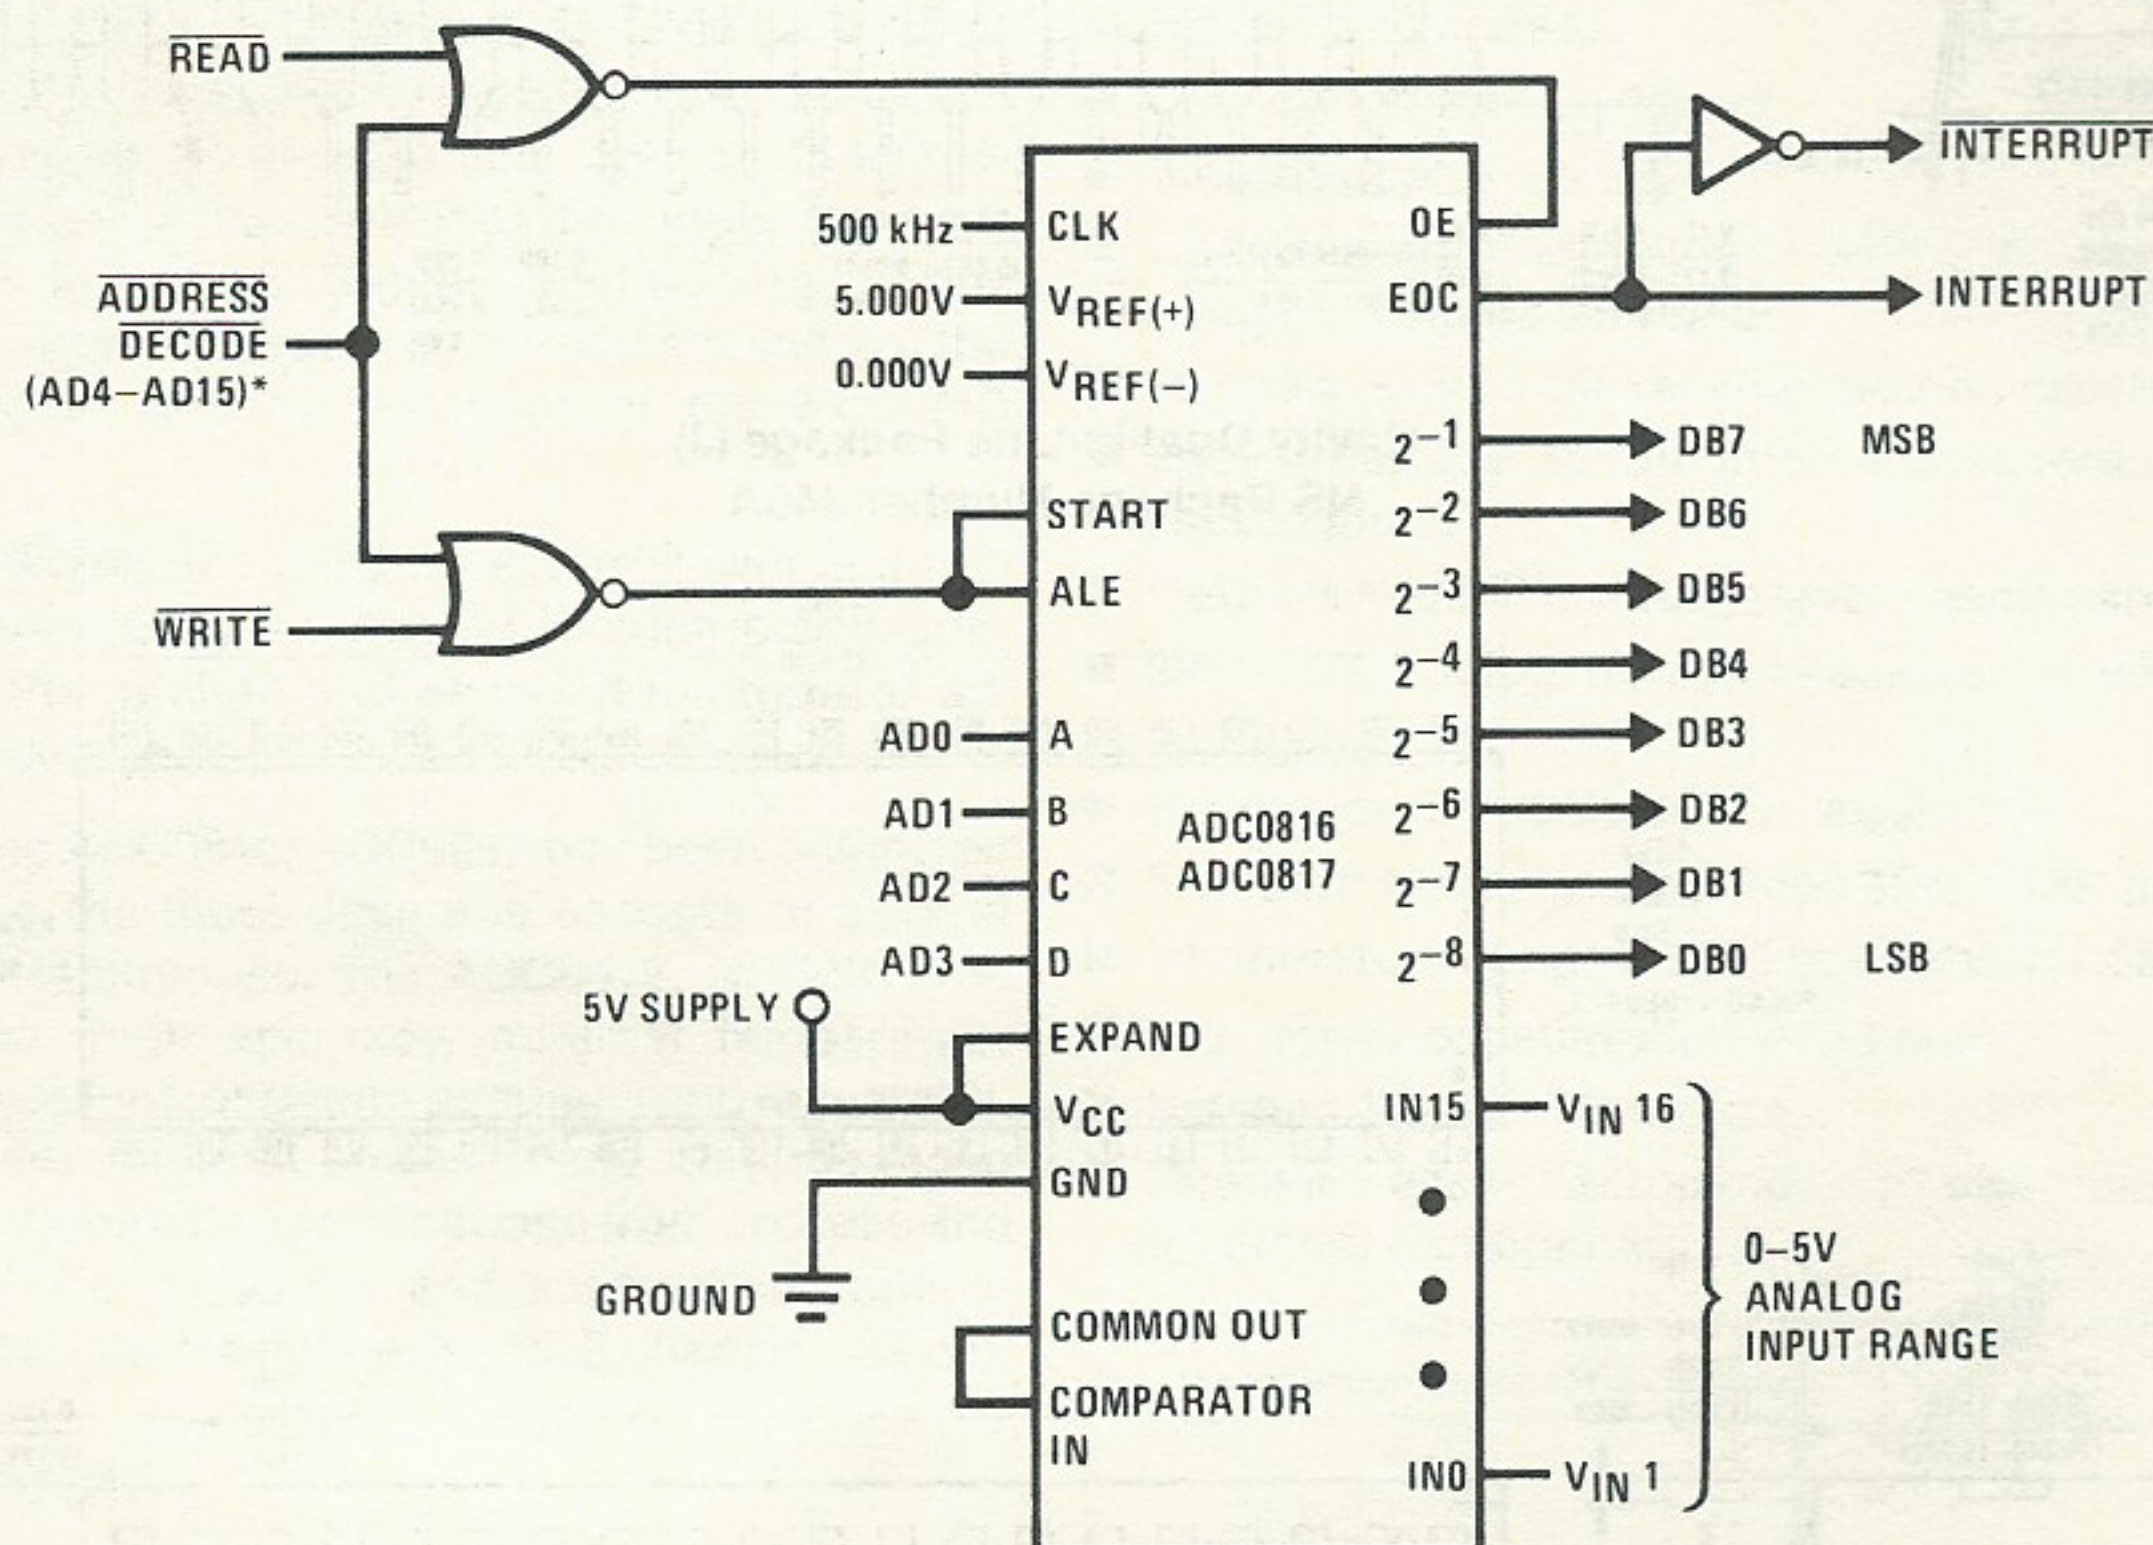 READ
ADDRESS
DECODE
(AD4–AD15)*
WRITE
500 kHz
5.000V
0.000V
AD0
AD1
AD2
AD3
5V SUPPLY
GROUND
CLK
VREF(+)
VREF(–)
START
ALE
A
B
C
D
EXPAND
VCC
GND
COMMON OUT
COMPARATOR
IN
ADC0816
ADC0817
OE
EOC
2–1
2–2
2–3
2–4
2–5
2–6
2–7
2–8
IN15
IN0
INTERRUPT
INTERRUPT
DB7 MSB
DB6
DB5
DB4
DB3
DB2
DB1
DB0 LSB
VIN 16
VIN 1
0–5V
ANALOG
INPUT RANGE